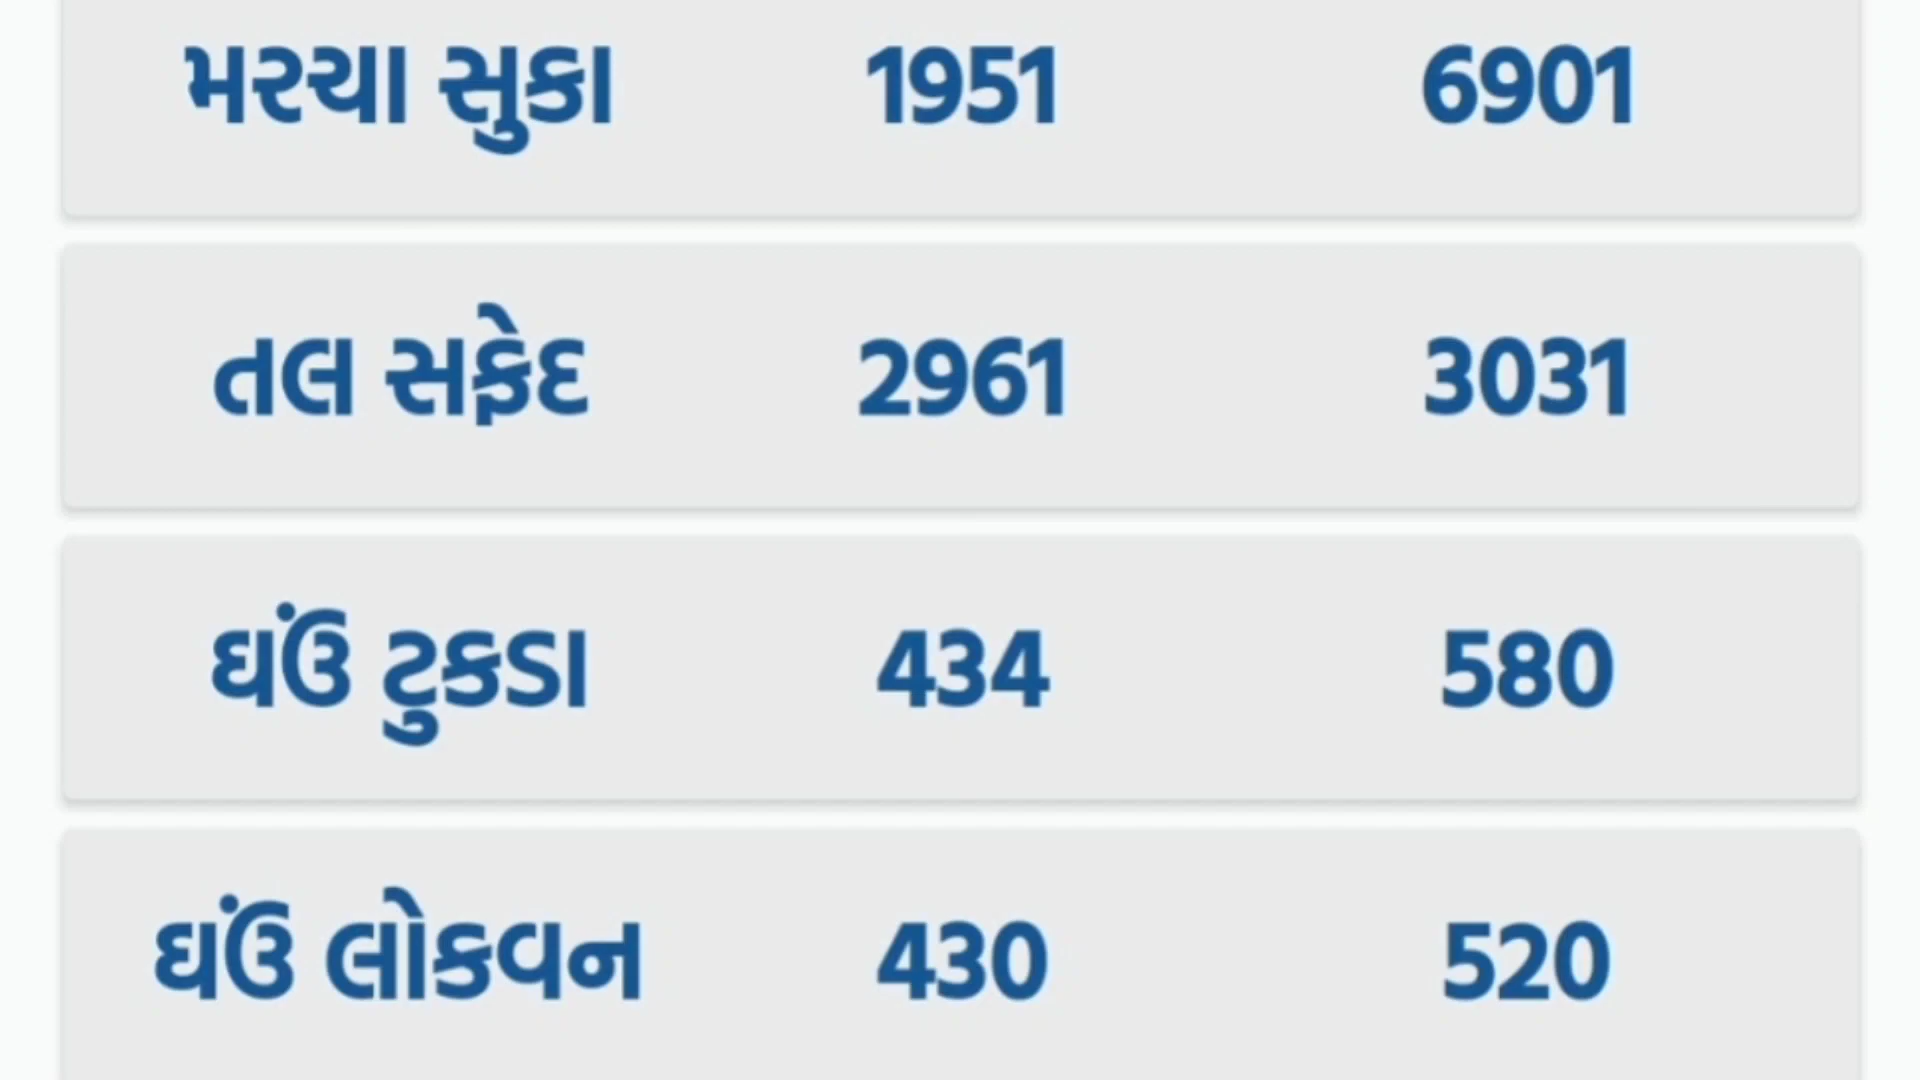 મરચા સુકા 1951 6901
તલ સફેદ 2961 3031
ઘઉં ટુકડા 434 580
ઘઉં લોકવન 430 520